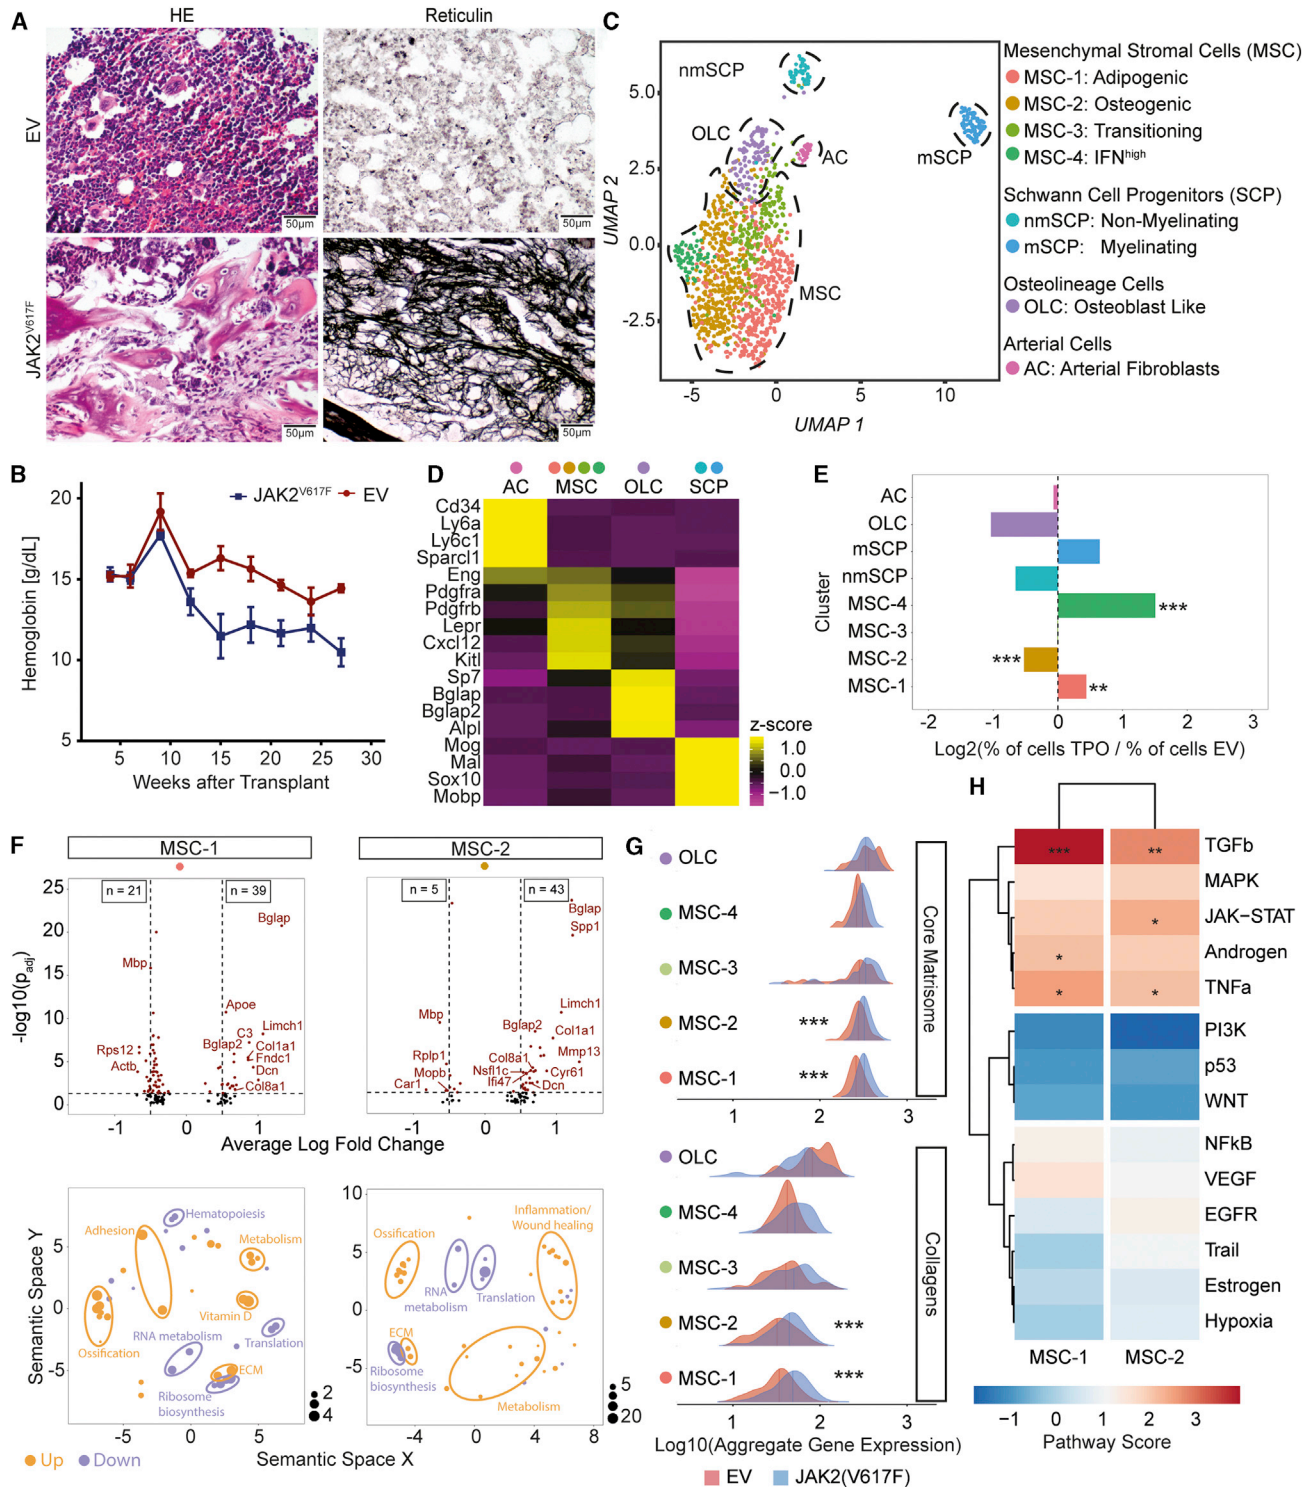 A
HE
Reticulin
EV
50µm
50µm
JAK2V617F
50µm
50µm
C
UMAP 2
5.0
2.5
0.0
-2.5
nmSCP
OLC
AC
mSCP
MSC
-5
0
5
10
UMAP 1
Mesenchymal Stromal Cells (MSC)
MSC-1: Adipogenic
MSC-2: Osteogenic
MSC-3: Transitioning
MSC-4: IFNhigh
Schwann Cell Progenitors (SCP)
nmSCP: Non-Myelinating
mSCP: Myelinating
Osteolineage Cells
OLC: Osteoblast Like
Arterial Cells
AC: Arterial Fibroblasts
B
Hemoglobin [g/dL]
20
15
10
5
JAK2V617F
EV
5
10
15
20
25
30
Weeks after Transplant
D
AC
MSC
OLC
SCP
Cd34
Ly6a
Ly6c1
Sparcl1
Eng
Pdgfra
Pdgfrb
Lepr
Cxcl12
Kitl
Sp7
Bglap
Bglap2
Alpl
Mog
Mal
Sox10
Mobp
z-score
1.0
0.0
−1.0
E
Cluster
AC
OLC
mSCP
nmSCP
MSC-4
MSC-3
MSC-2
MSC-1
***
***
**
-2
-1
0
1
2
3
Log2(% of cells TPO / % of cells EV)
F
MSC-1
MSC-2
-log10(padj)
25
20
15
10
5
0
n = 21
n = 39
Bglap
Mbp
Apoe
C3
Limch1
Bglap2
Col1a1
Rps12
Fndc1
Actb
Dcn
Col8a1
n = 5
n = 43
Bglap
Spp1
Mbp
Limch1
Bglap2
Col1a1
Rplp1
Col8a1
Mmp13
Mopb
Nsfl1c
Cyr61
Car1
Ifi47
Dcn
-1
0
1
-1
0
1
Average Log Fold Change
Semantic Space Y
5
0
-5
Hematopoiesis
Adhesion
Metabolism
Vitamin D
RNA metabolism
Translation
Ossification
ECM
Ribosome
biosynthesis
2
4
-5
0
5
10
5
0
-5
Inflammation/
Wound healing
Ossification
RNA
metabolism
Translation
ECM
Ribosome
biosynthesis
Metabolism
5
20
-4
0
4
8
Semantic Space X
Up
Down
G
OLC
MSC-4
MSC-3
MSC-2
***
MSC-1
***
Core Matrisome
1
2
3
OLC
MSC-4
MSC-3
MSC-2
***
MSC-1
***
Collagens
1
2
3
Log10(Aggregate Gene Expression)
EV
JAK2(V617F)
H
***
**
TGFb
MAPK
*
JAK−STAT
*
Androgen
*
*
TNFa
PI3K
p53
WNT
NFkB
VEGF
EGFR
Trail
Estrogen
Hypoxia
MSC-1
MSC-2
−1
0
1
2
3
Pathway Score